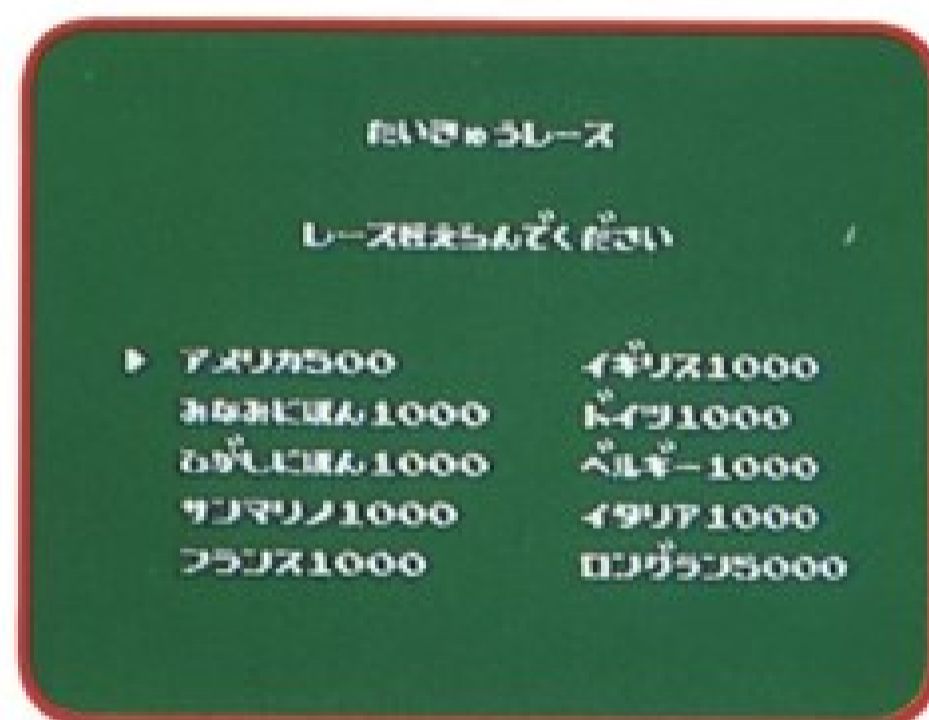 たいきゅうレース
レースをえらんでください
▶ アメリカ500
みなみにほん1000
ひがしにほん1000
サンマリノ1000
フランス1000
イギリス1000
ドイツ1000
ベルギー1000
イタリア1000
ロングラン5000